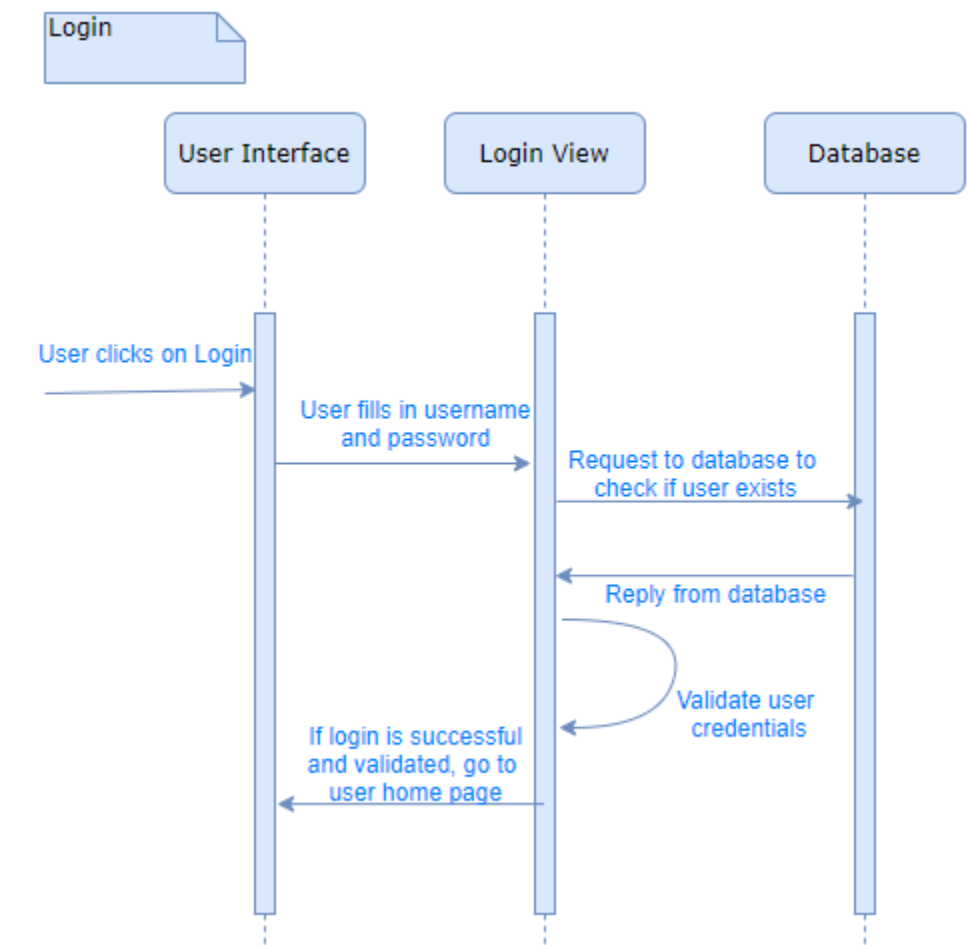 Login
User Interface
Login View
Database
User clicks on Login
User fills in username
and password
Request to database to
check if user exists
Reply from database
Validate user
credentials
If login is successful
and validated, go to
user home page